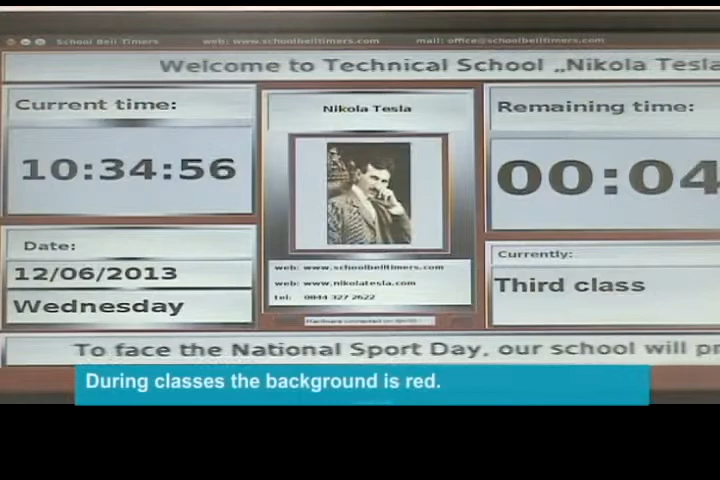 School Bell Timers web: www.schoolbelltimers.com mail: office@schoolbelltimers.com
Welcome to Technical School „Nikola Tesla
Current time:
10:34:56
Nikola Tesla
Remaining time:
00:04
Date:
12/06/2013
Wednesday
web: www.schoolbelltimers.com
web: www.nikolatesla.com
tel: 0844 327 2622
Currently:
Third class
To face the National Sport Day, our school will pr
During classes the background is red.